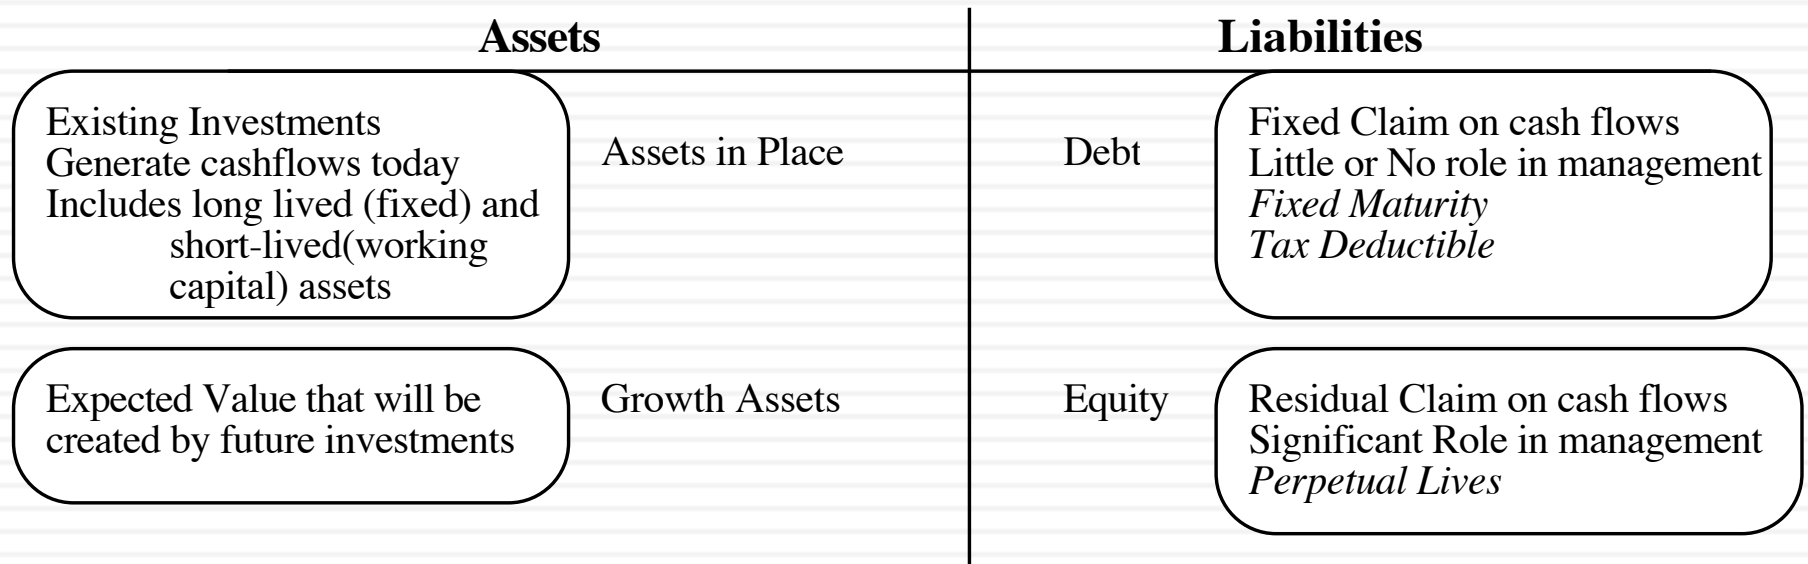 Assets
Liabilities
Existing Investments
Generate cashflows today
Includes long lived (fixed) and
short-lived(working
capital) assets
Assets in Place
Debt
Fixed Claim on cash flows
Little or No role in management
Fixed Maturity
Tax Deductible
Expected Value that will be
created by future investments
Growth Assets
Equity
Residual Claim on cash flows
Significant Role in management
Perpetual Lives